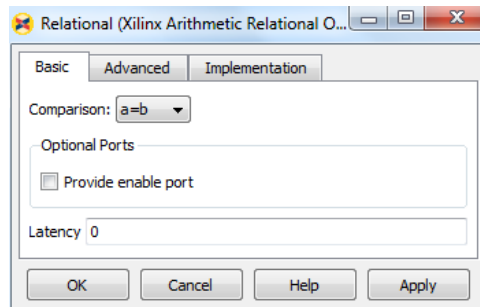 Relational (Xilinx Arithmetic Relational O...
Basic Advanced Implementation
Comparison: a=b
Optional Ports
Provide enable port
Latency 0
OK Cancel Help Apply